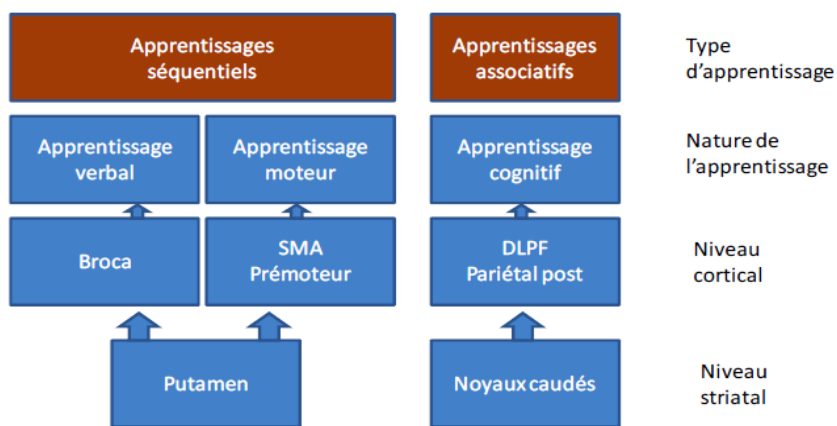 Apprentissages
séquentiels
Apprentissages
associatifs
Type
d'apprentissage
Apprentissage
verbal
Apprentissage
moteur
Apprentissage
cognitif
Nature de
l'apprentissage
Broca
SMA
Prémoteur
DLPF
Pariétal post
Niveau
cortical
Putamen
Noyaux caudés
Niveau
striatal